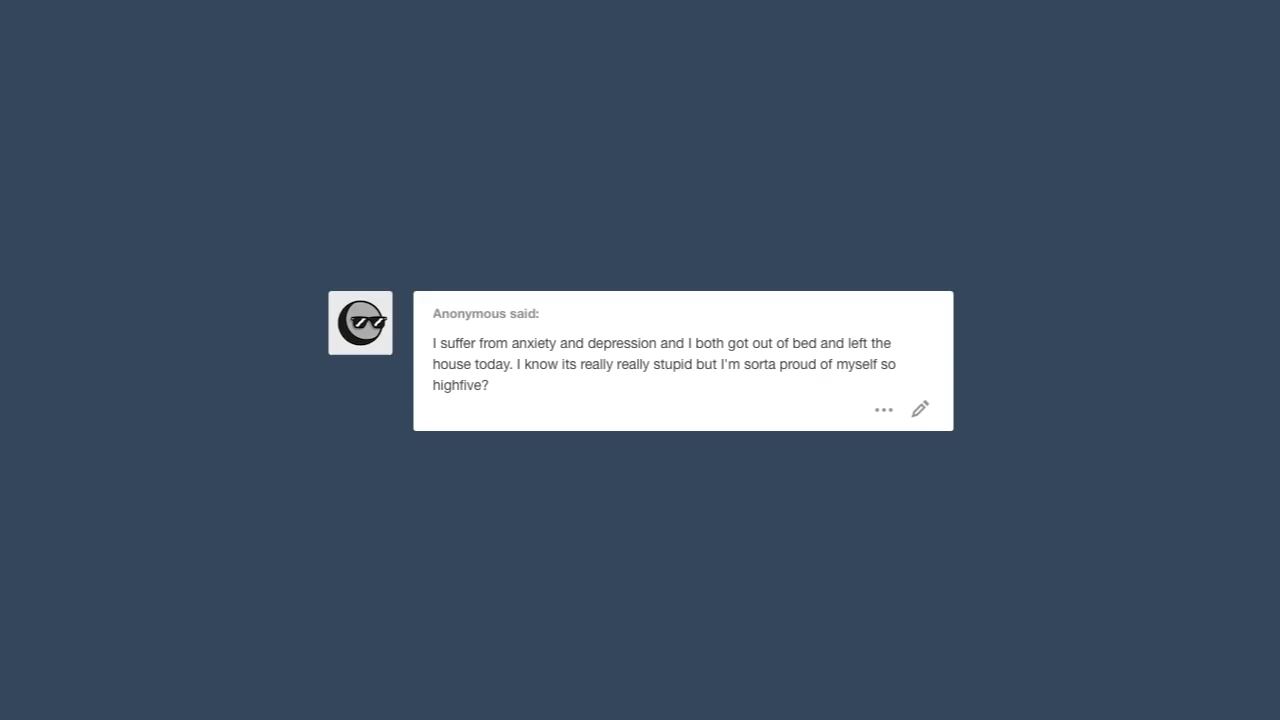 Anonymous said:
I suffer from anxiety and depression and I both got out of bed and left the
house today. I know its really really stupid but I'm sorta proud of myself so
highfive?